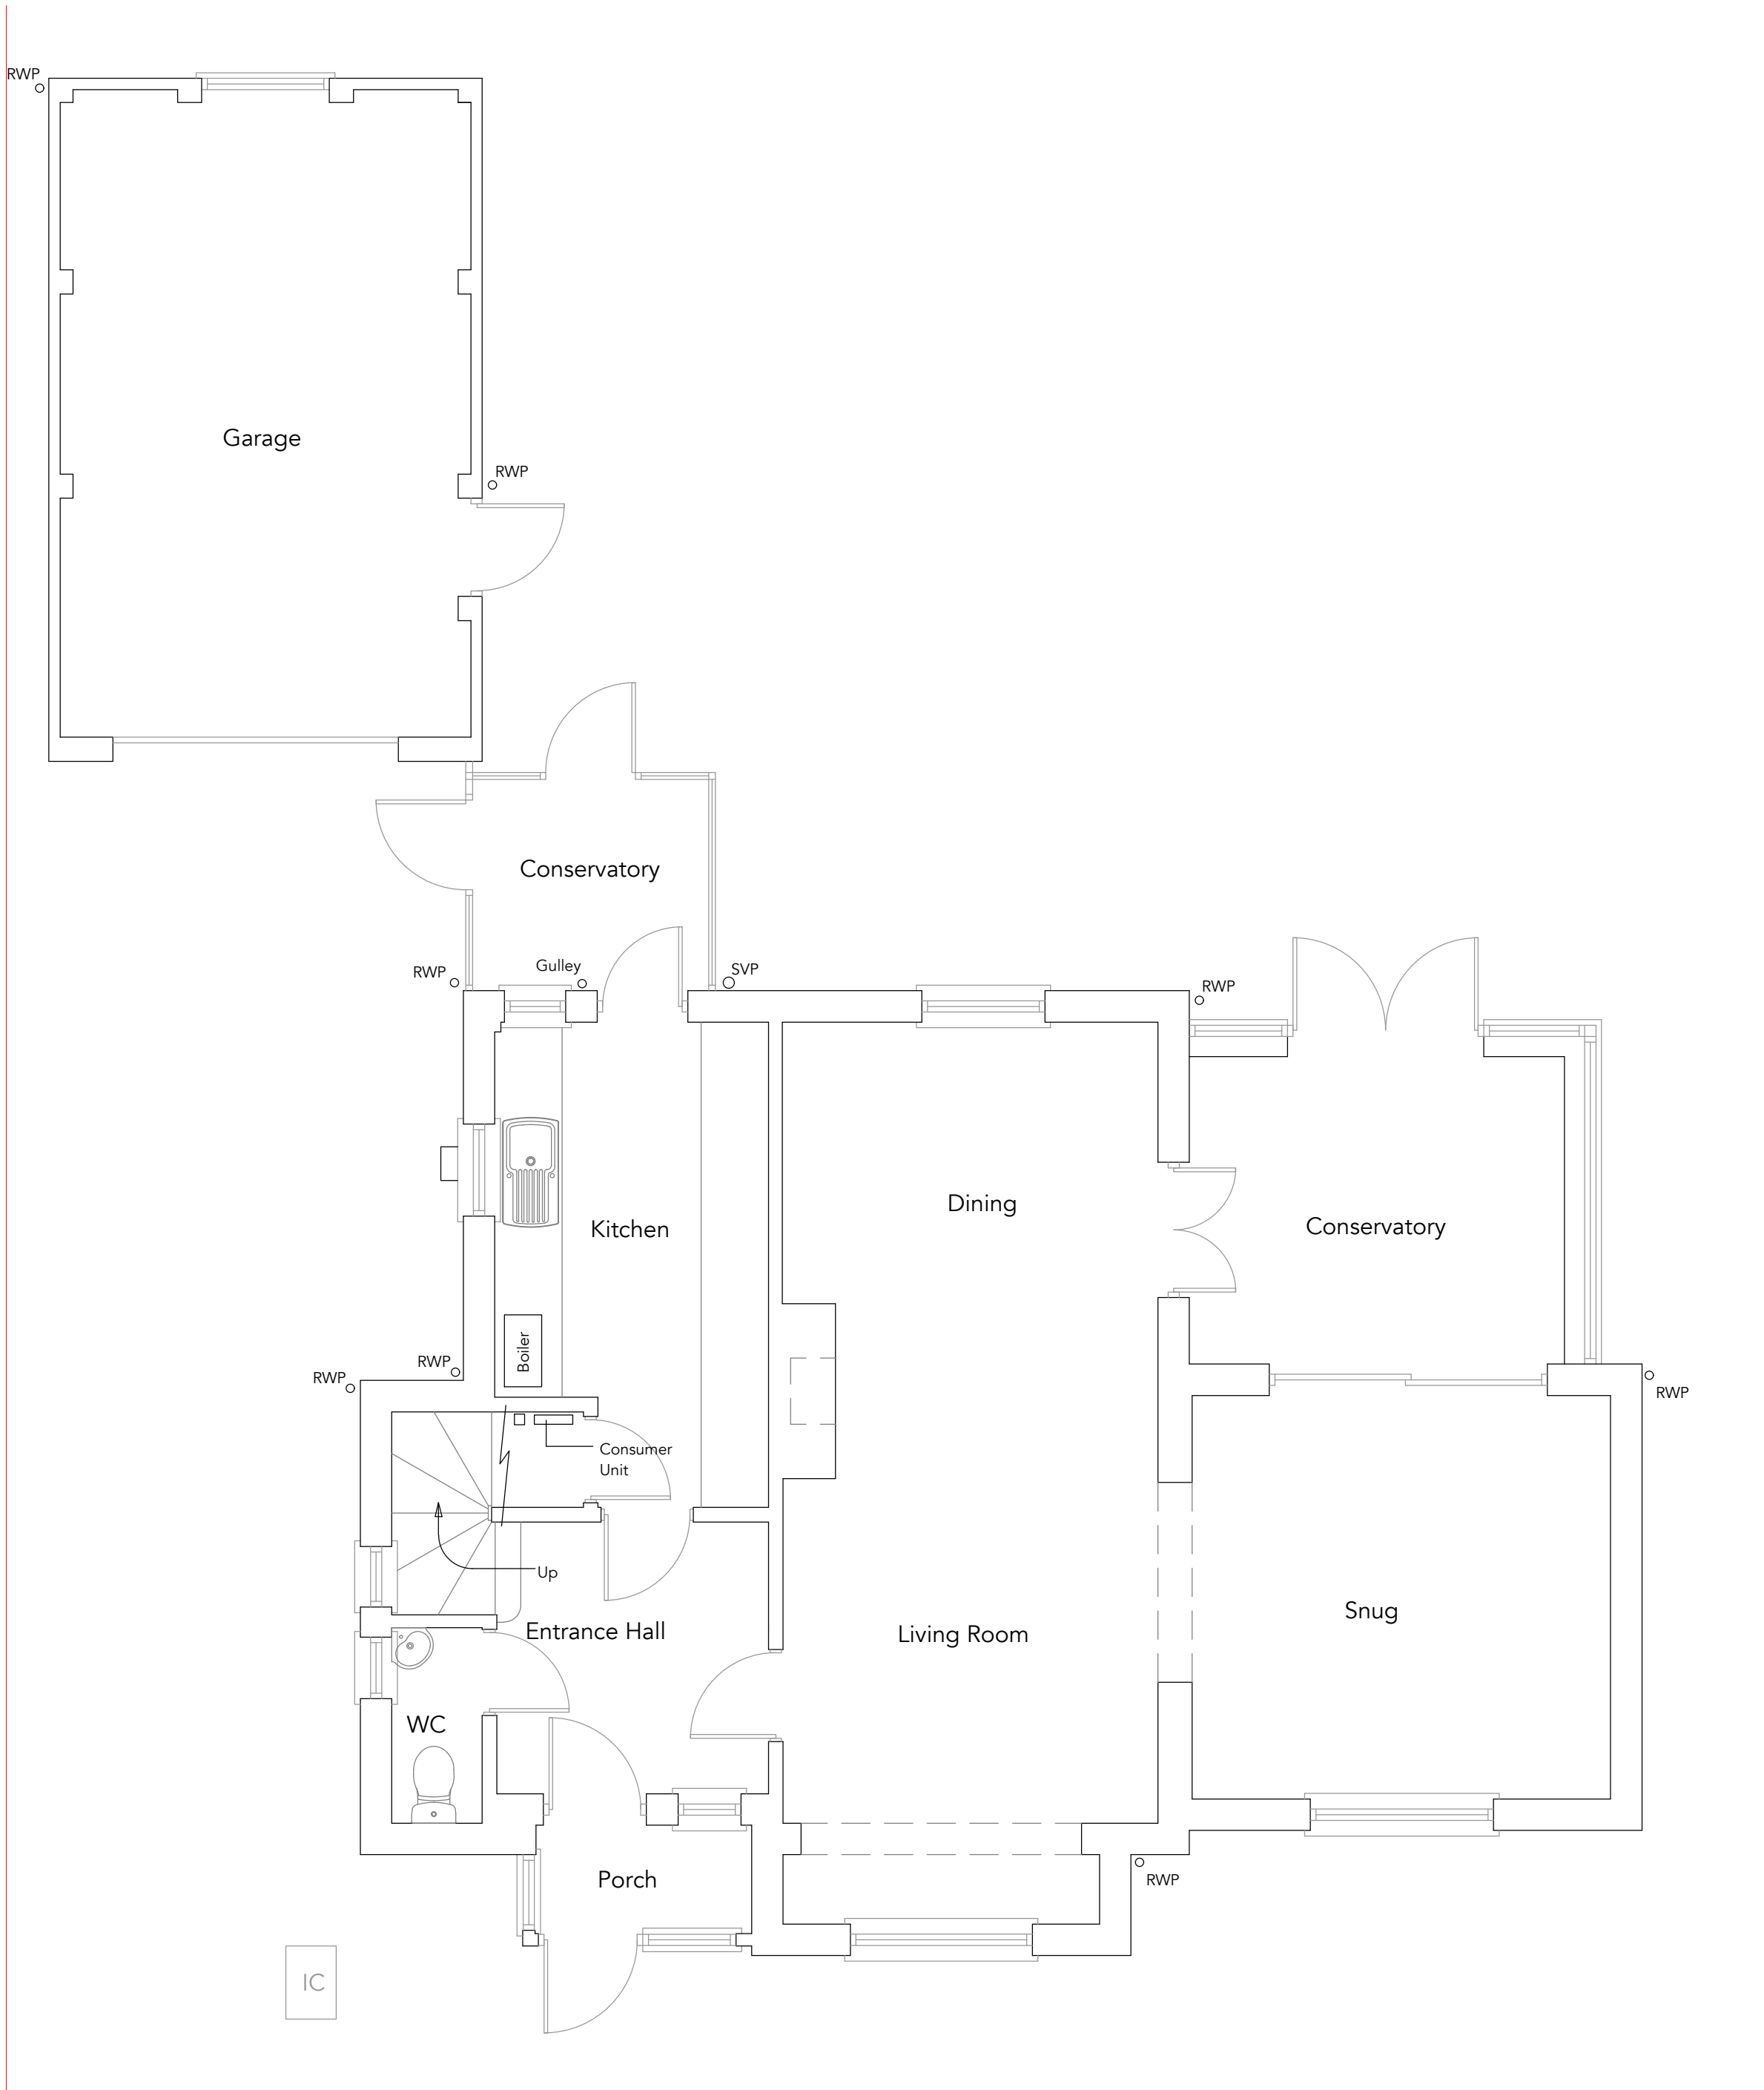 RWP
Garage
RWP
Conservatory
Gulley
SVP
RWP
RWP
Dining
Kitchen
Conservatory
Boiler
RWP
RWP
RWP
Consumer
Unit
Up
Snug
Entrance Hall
Living Room
WC
Porch
RWP
IC